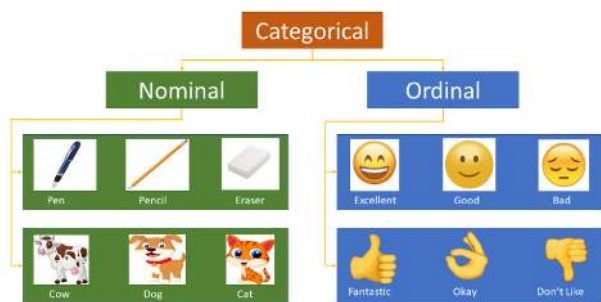 Categorical
Nominal
Ordinal
Pen Pencil Eraser
Excellent Good Bad
Cow Dog Cat
Fantastic Okay Don't Like